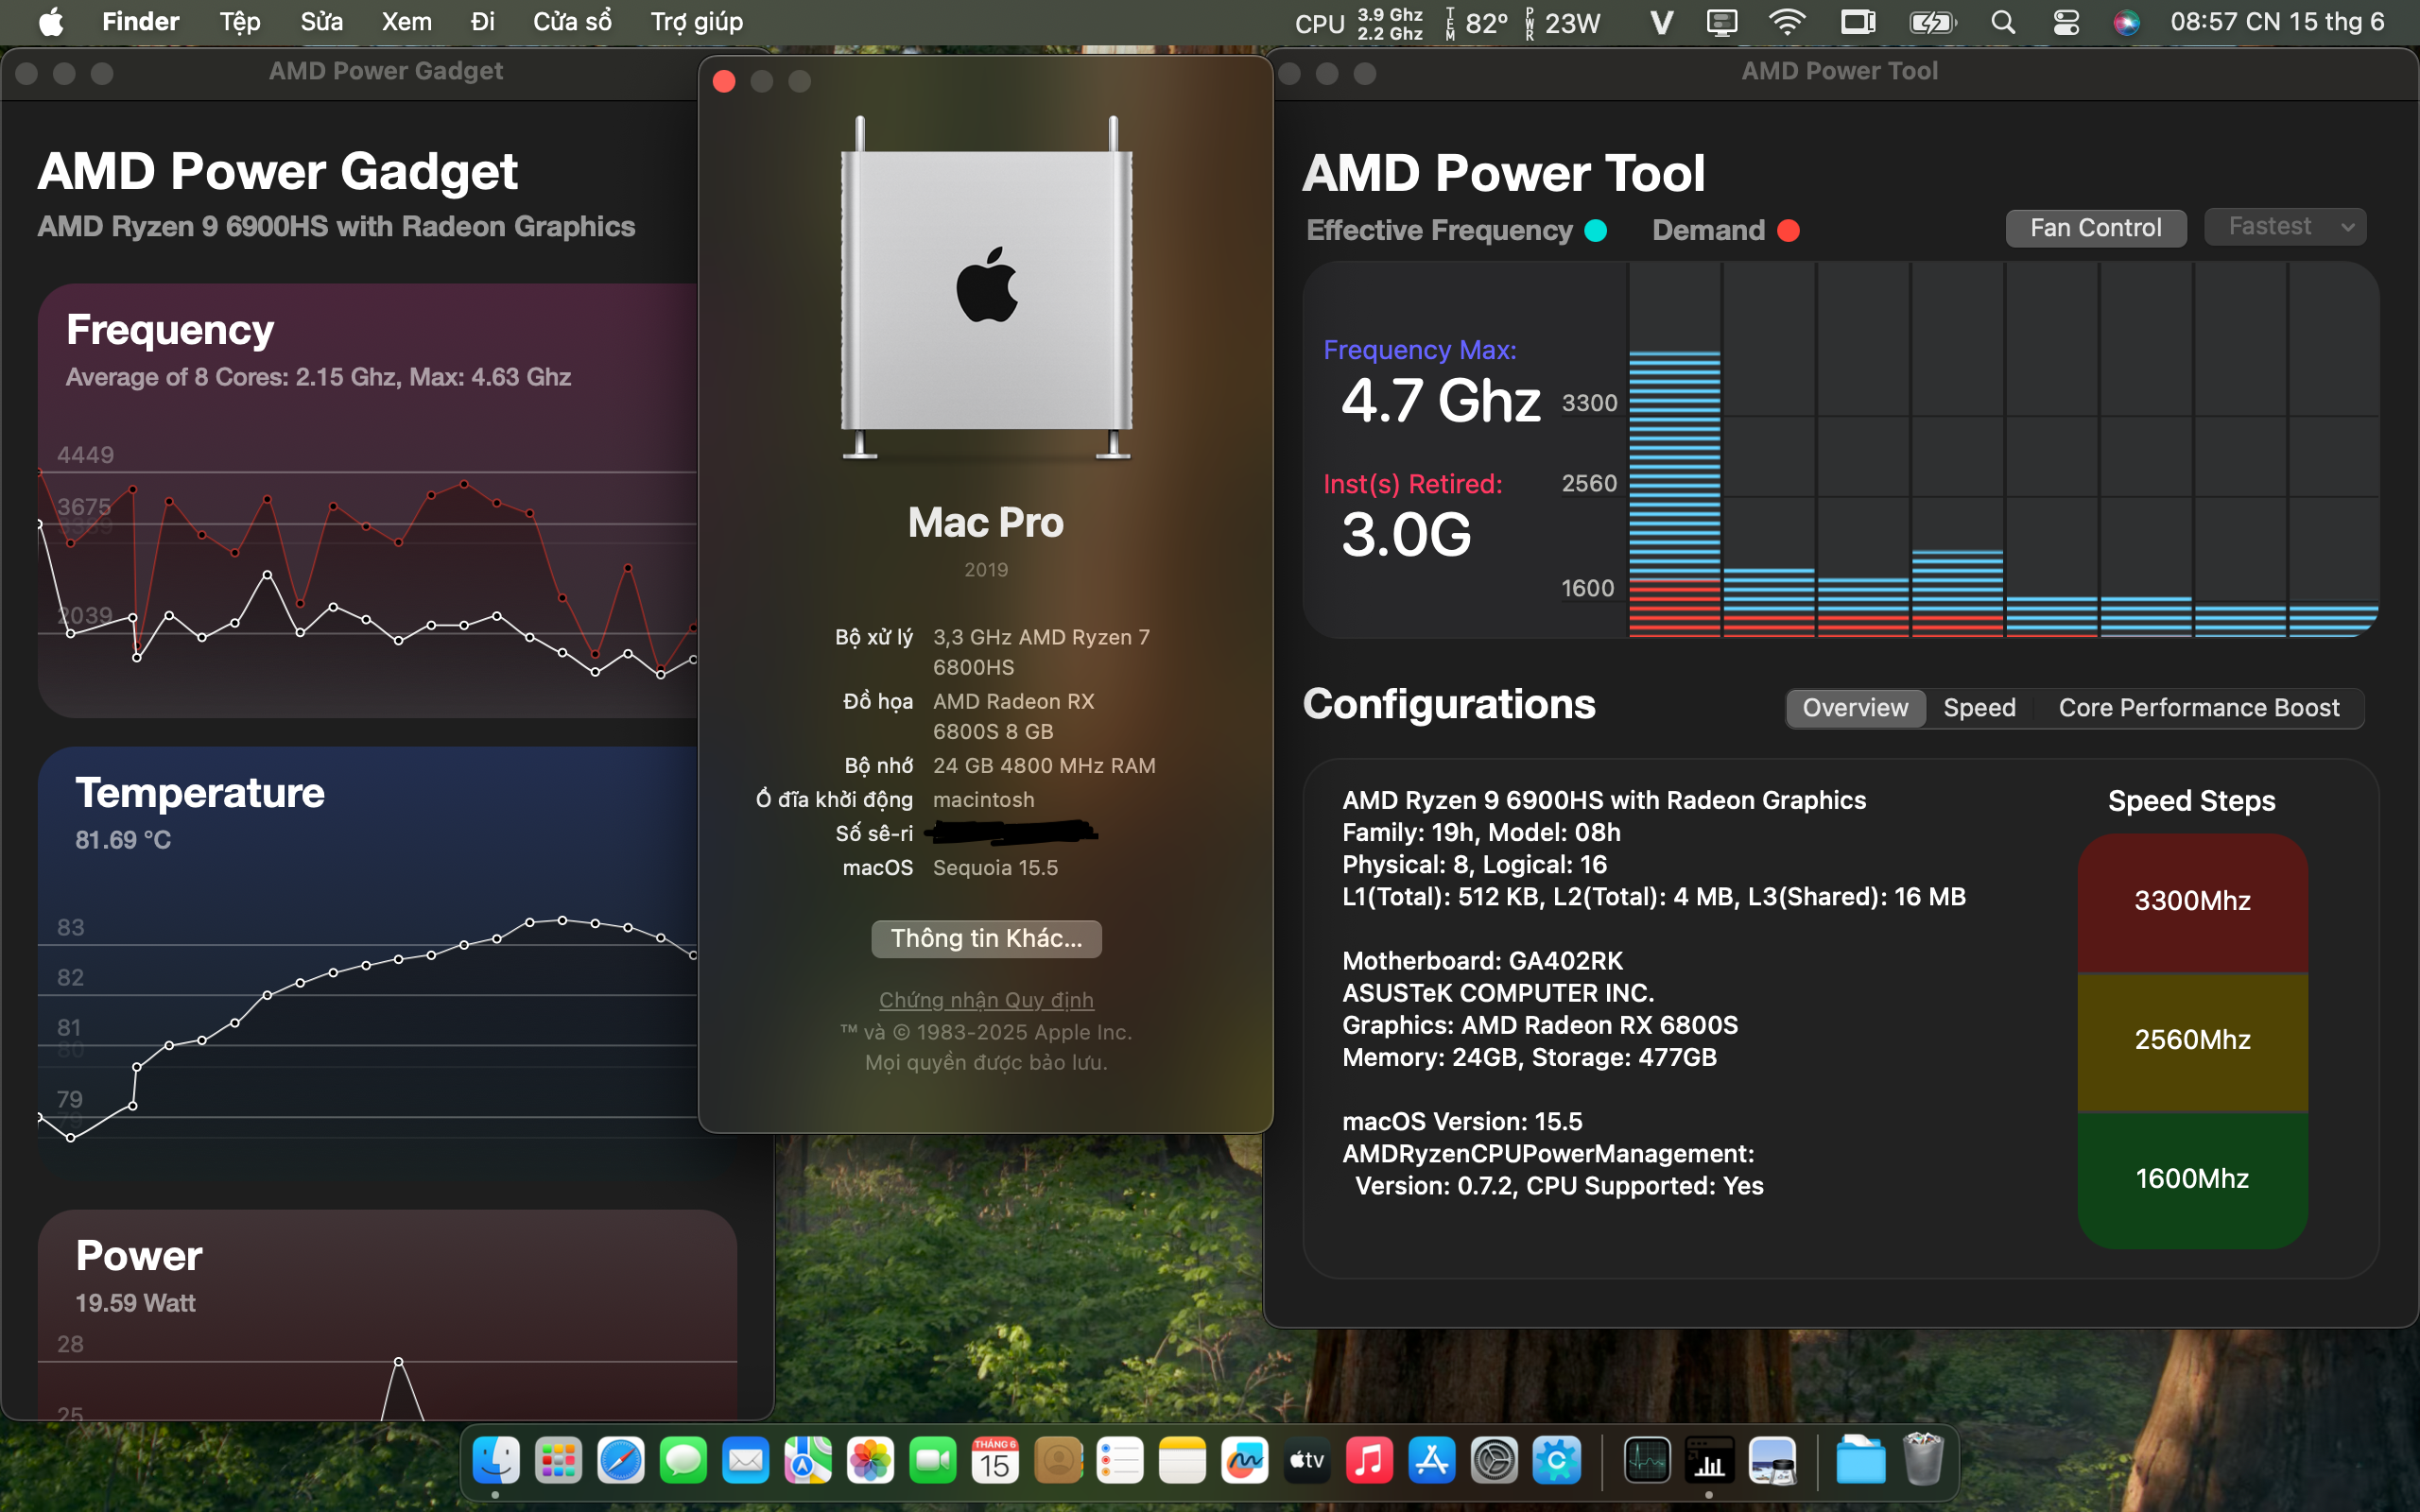 Finder Tệp Sửa Xem Đi Cửa sổ Trợ giúp
CPU 3.9 Ghz 2.2 Ghz TEM 82° PWR 23W V 08:57 CN 15 thg 6
AMD Power Gadget
AMD Power Gadget
AMD Ryzen 9 6900HS with Radeon Graphics
Frequency
Average of 8 Cores: 2.15 Ghz, Max: 4.63 Ghz
4449
3675
2039
Temperature
81.69 °C
83
82
81
80
79
79
Power
19.59 Watt
28
25
Mac Pro
2019
Bộ xử lý 3,3 GHz AMD Ryzen 7
6800HS
Đồ họa AMD Radeon RX
6800S 8 GB
Bộ nhớ 24 GB 4800 MHz RAM
Ổ đĩa khởi động macintosh
Số sê-ri
macOS Sequoia 15.5
Thông tin Khác...
Chứng nhận Quy định
™ và © 1983-2025 Apple Inc.
Mọi quyền được bảo lưu.
AMD Power Tool
AMD Power Tool
Effective Frequency Demand
Fan Control Fastest
Frequency Max:
4.7 Ghz
Inst(s) Retired:
3.0G
3300
2560
1600
Configurations
Overview Speed Core Performance Boost
AMD Ryzen 9 6900HS with Radeon Graphics
Family: 19h, Model: 08h
Physical: 8, Logical: 16
L1(Total): 512 KB, L2(Total): 4 MB, L3(Shared): 16 MB
Motherboard: GA402RK
ASUSTeK COMPUTER INC.
Graphics: AMD Radeon RX 6800S
Memory: 24GB, Storage: 477GB
macOS Version: 15.5
AMDRyzenCPUPowerManagement:
Version: 0.7.2, CPU Supported: Yes
Speed Steps
3300Mhz
2560Mhz
1600Mhz
THÁNG 6
15
tv